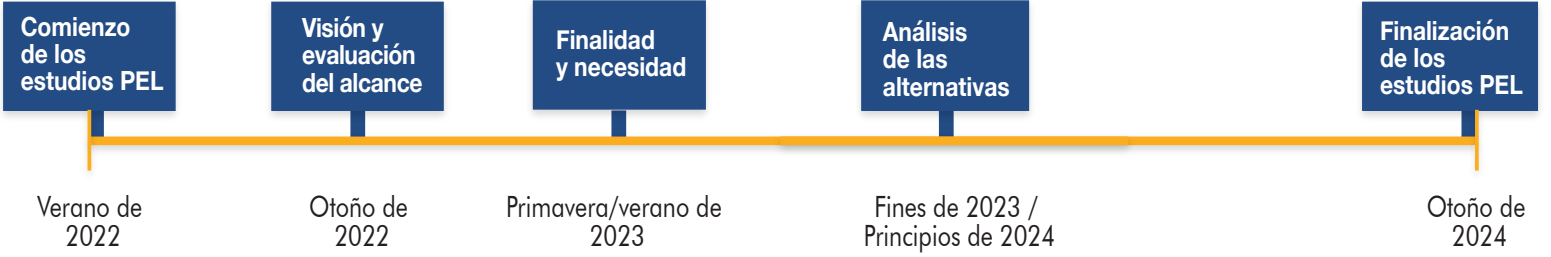 Comienzo
de los
estudios PEL
Visión y
evaluación
del alcance
Finalidad
y necesidad
Análisis
de las
alternativas
Finalización
de los
estudios PEL
Verano de
2022
Otoño de
2022
Primavera/verano de
2023
Fines de 2023 /
Principios de 2024
Otoño de
2024